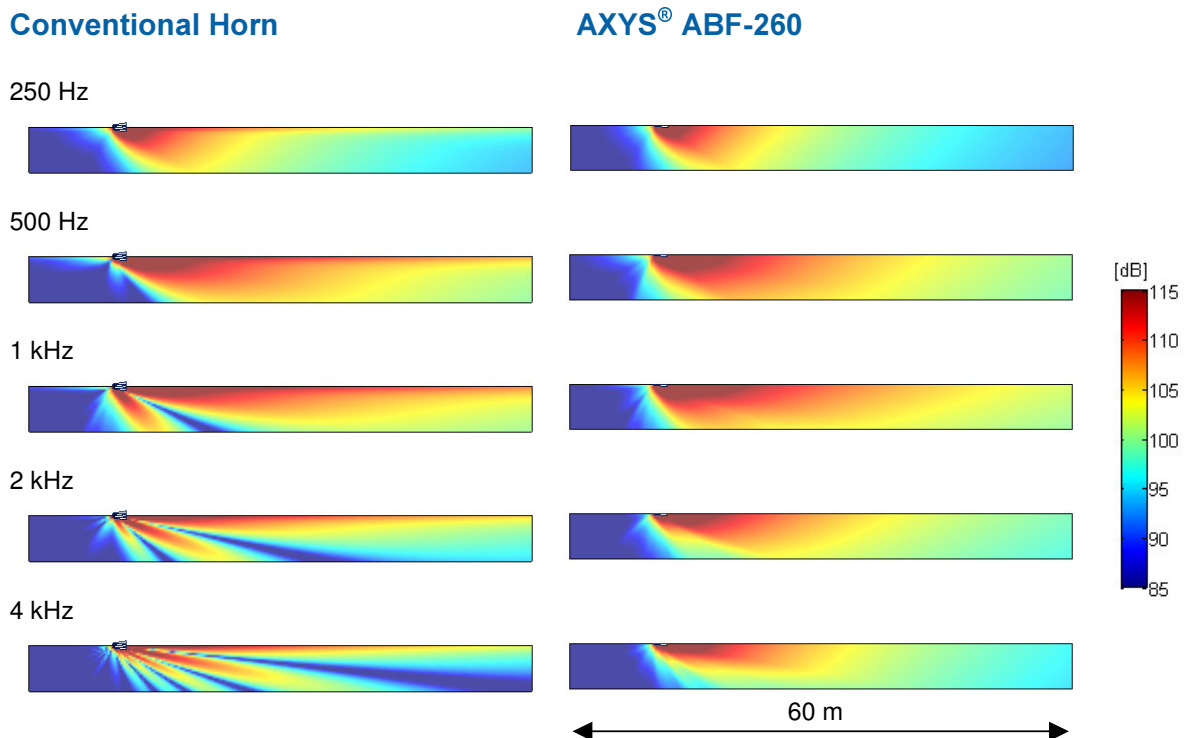 Conventional Horn
AXYS® ABF-260
250 Hz
500 Hz
1 kHz
2 kHz
4 kHz
[dB]
115
110
105
100
95
90
85
60 m